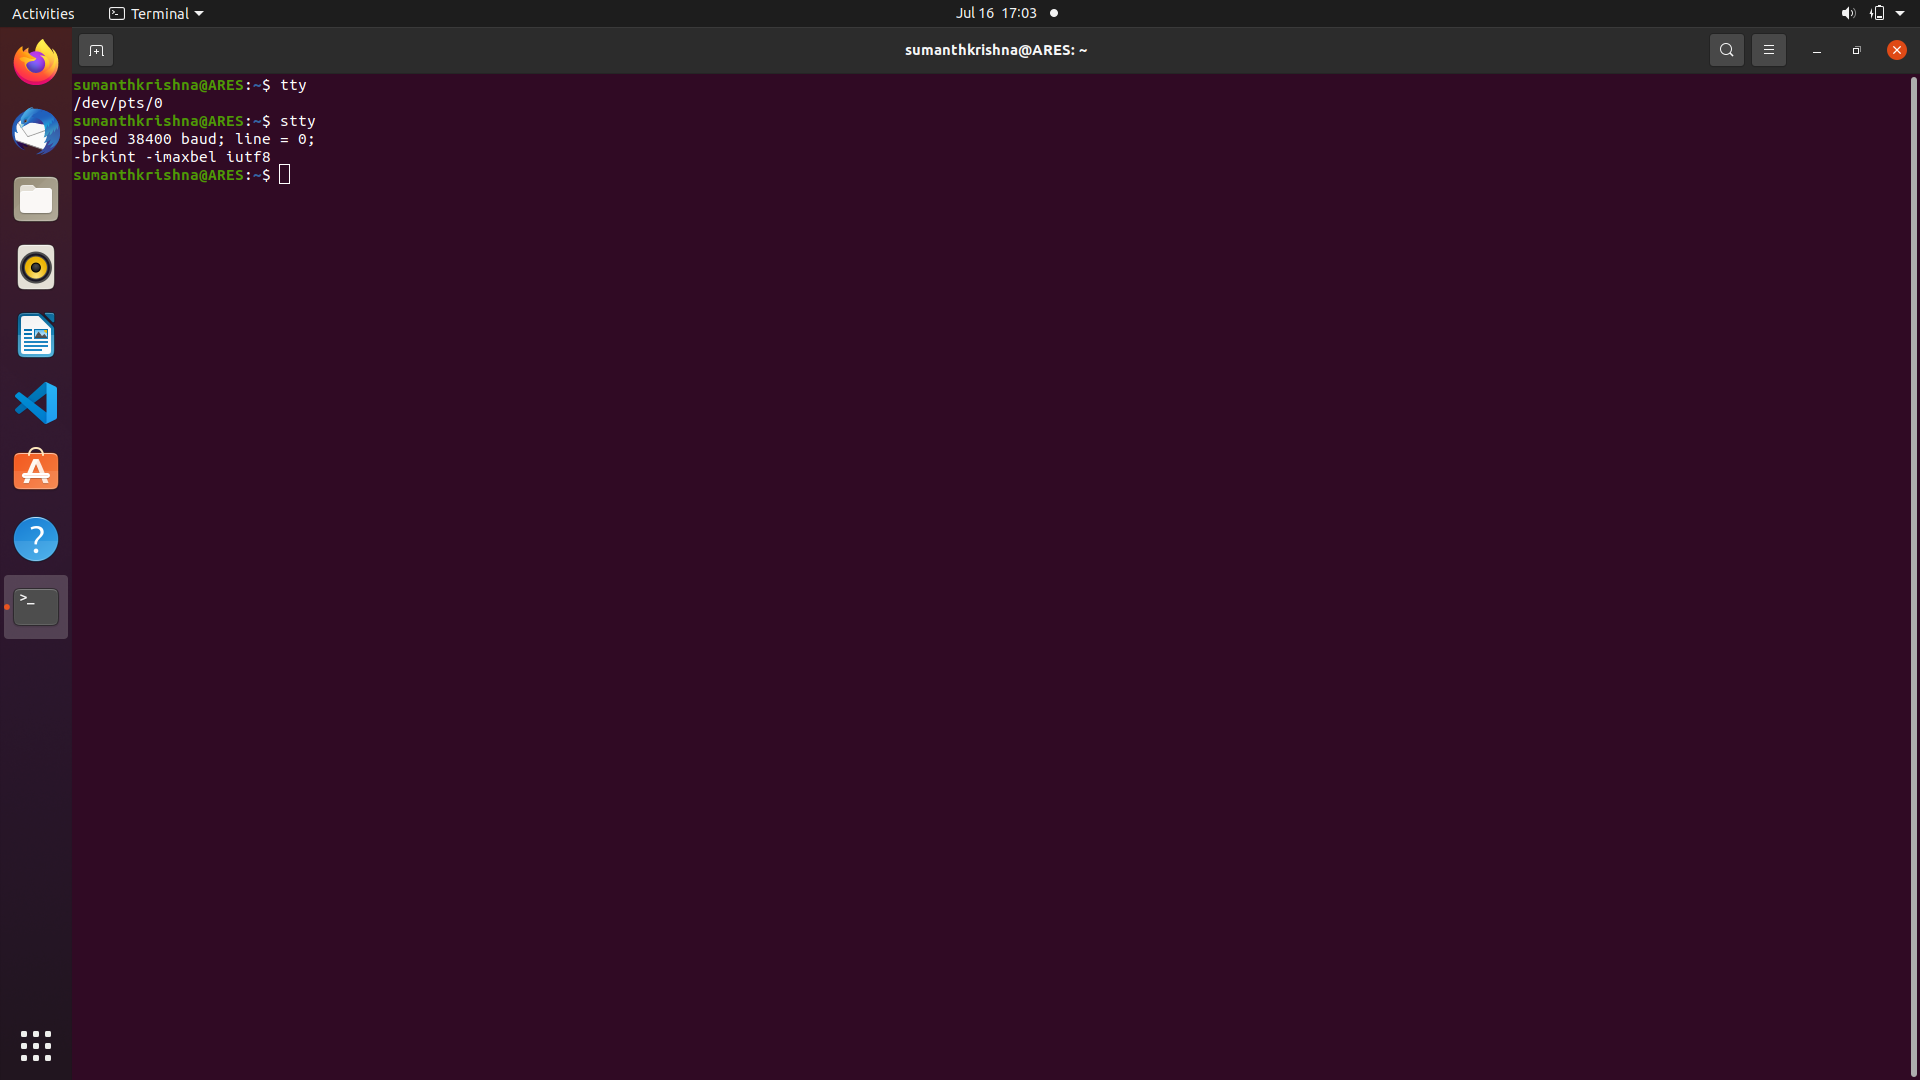 Activities
Terminal
Jul 16 17:03
sumanthkrishna@ARES: ~
sumanthkrishna@ARES:~$ tty
/dev/pts/0
sumanthkrishna@ARES:~$ stty
speed 38400 baud; line = 0;
-brkint -imaxbel iutf8
sumanthkrishna@ARES:~$